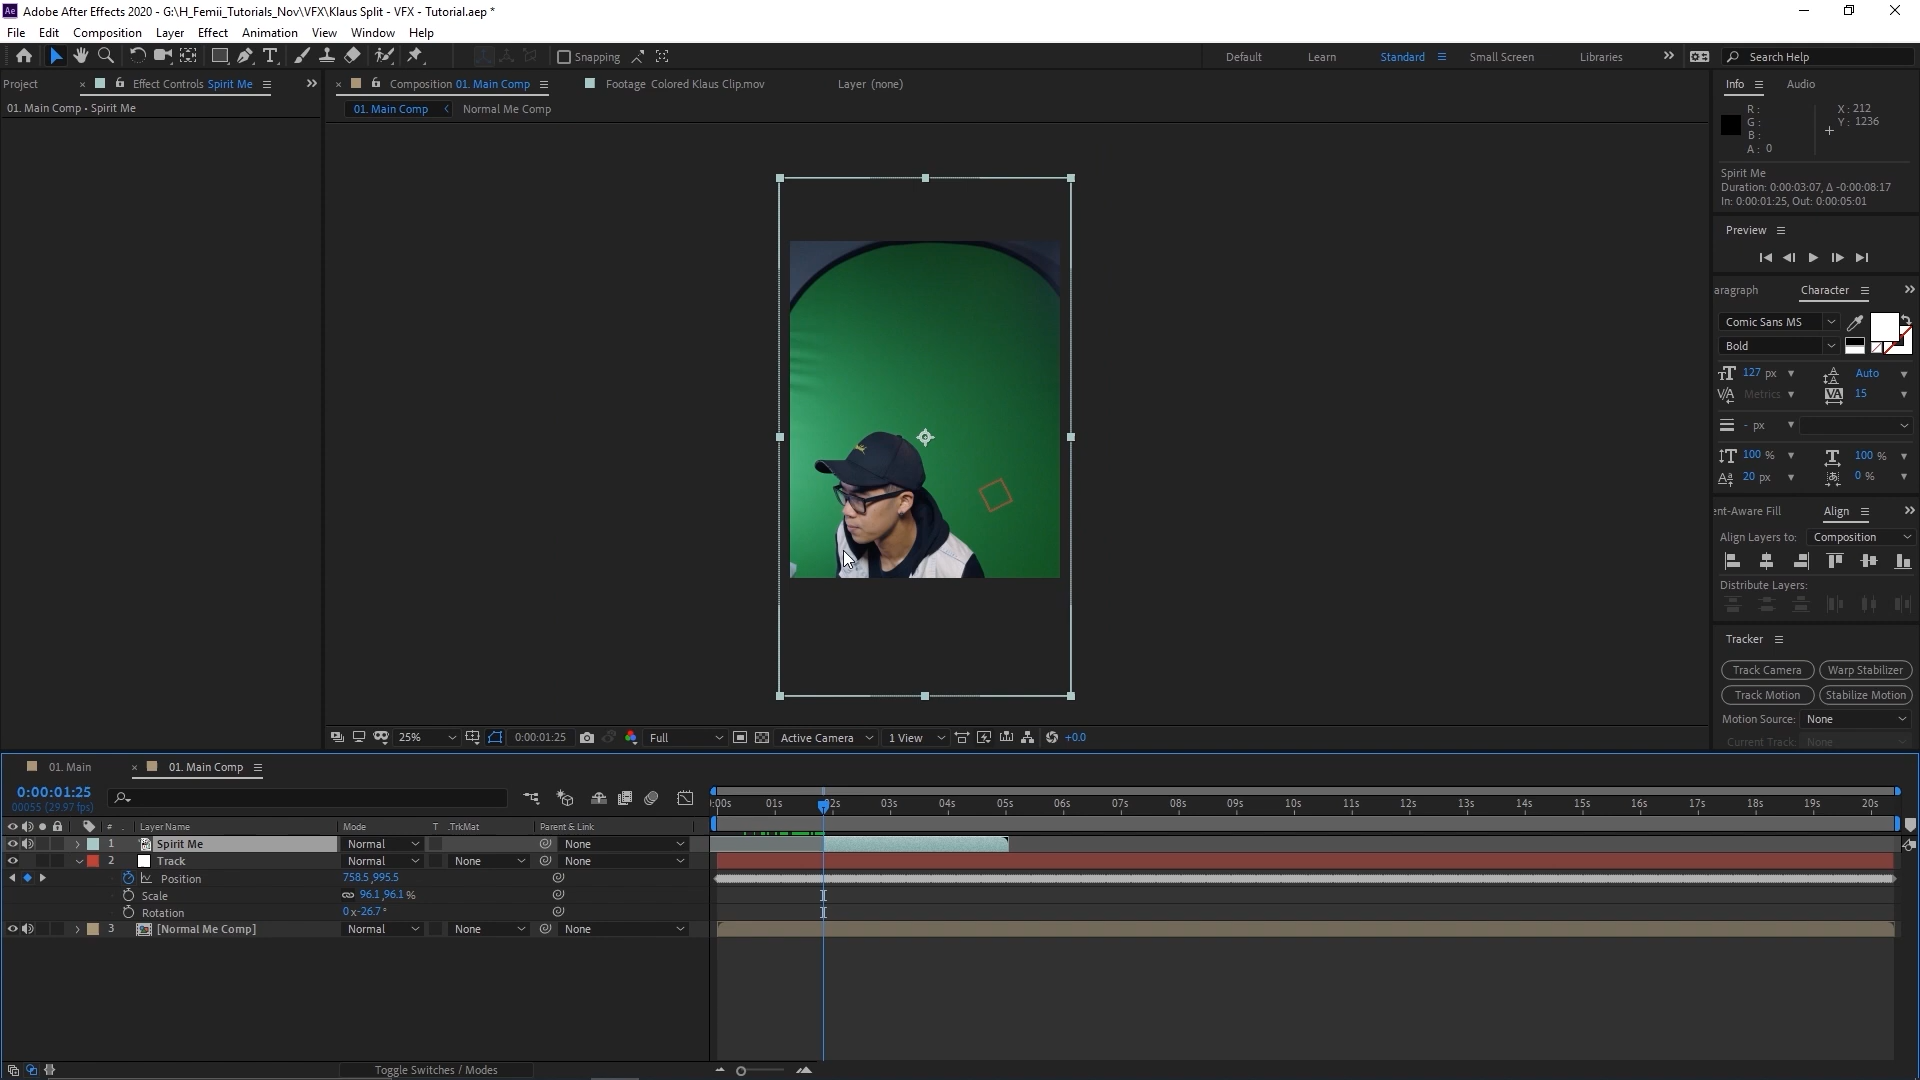 Adobe After Effects 2020 - G:\H_Femii_Tutorials_Nov\VFX\Klaus Split - VFX - Tutorial.aep *
File Edit Composition Layer Effect Animation View Window Help
Snapping Default Learn Standard Small Screen Libraries Search Help
Project Effect Controls Spirit Me Composition 01. Main Comp Footage Colored Klaus Clip.mov Layer (none) Info Audio
01. Main Comp • Spirit Me
01. Main Comp Normal Me Comp
R :
G :
B :
A : 0
X : 212
Y : 1236
Spirit Me
Duration: 0:00:03:07, Δ -0:00:08:17
In: 0:00:01:25, Out: 0:00:05:01
Preview
aragraph Character
Comic Sans MS
Bold
127 px Auto
Metrics 15
- px
100 % 100 %
20 px 0 %
ent-Aware Fill Align
Align Layers to: Composition
Distribute Layers:
Tracker
Track Camera Warp Stabilizer
Track Motion Stabilize Motion
Motion Source: None
Current Track: None
25% 0:00:01:25 Full Active Camera 1 View +0.0
01. Main 01. Main Comp
0:00:01:25
00055 (29.97 fps)
:00s 01s 02s 03s 04s 05s 06s 07s 08s 09s 10s 11s 12s 13s 14s 15s 16s 17s 18s 19s 20s
# Layer Name Mode T .TrkMat Parent & Link
1 Spirit Me Normal None
2 Track Normal None None
Position 758.5,995.5
Scale 96.1,96.1 %
Rotation 0x-26.7°
3 [Normal Me Comp] Normal None None
Toggle Switches / Modes